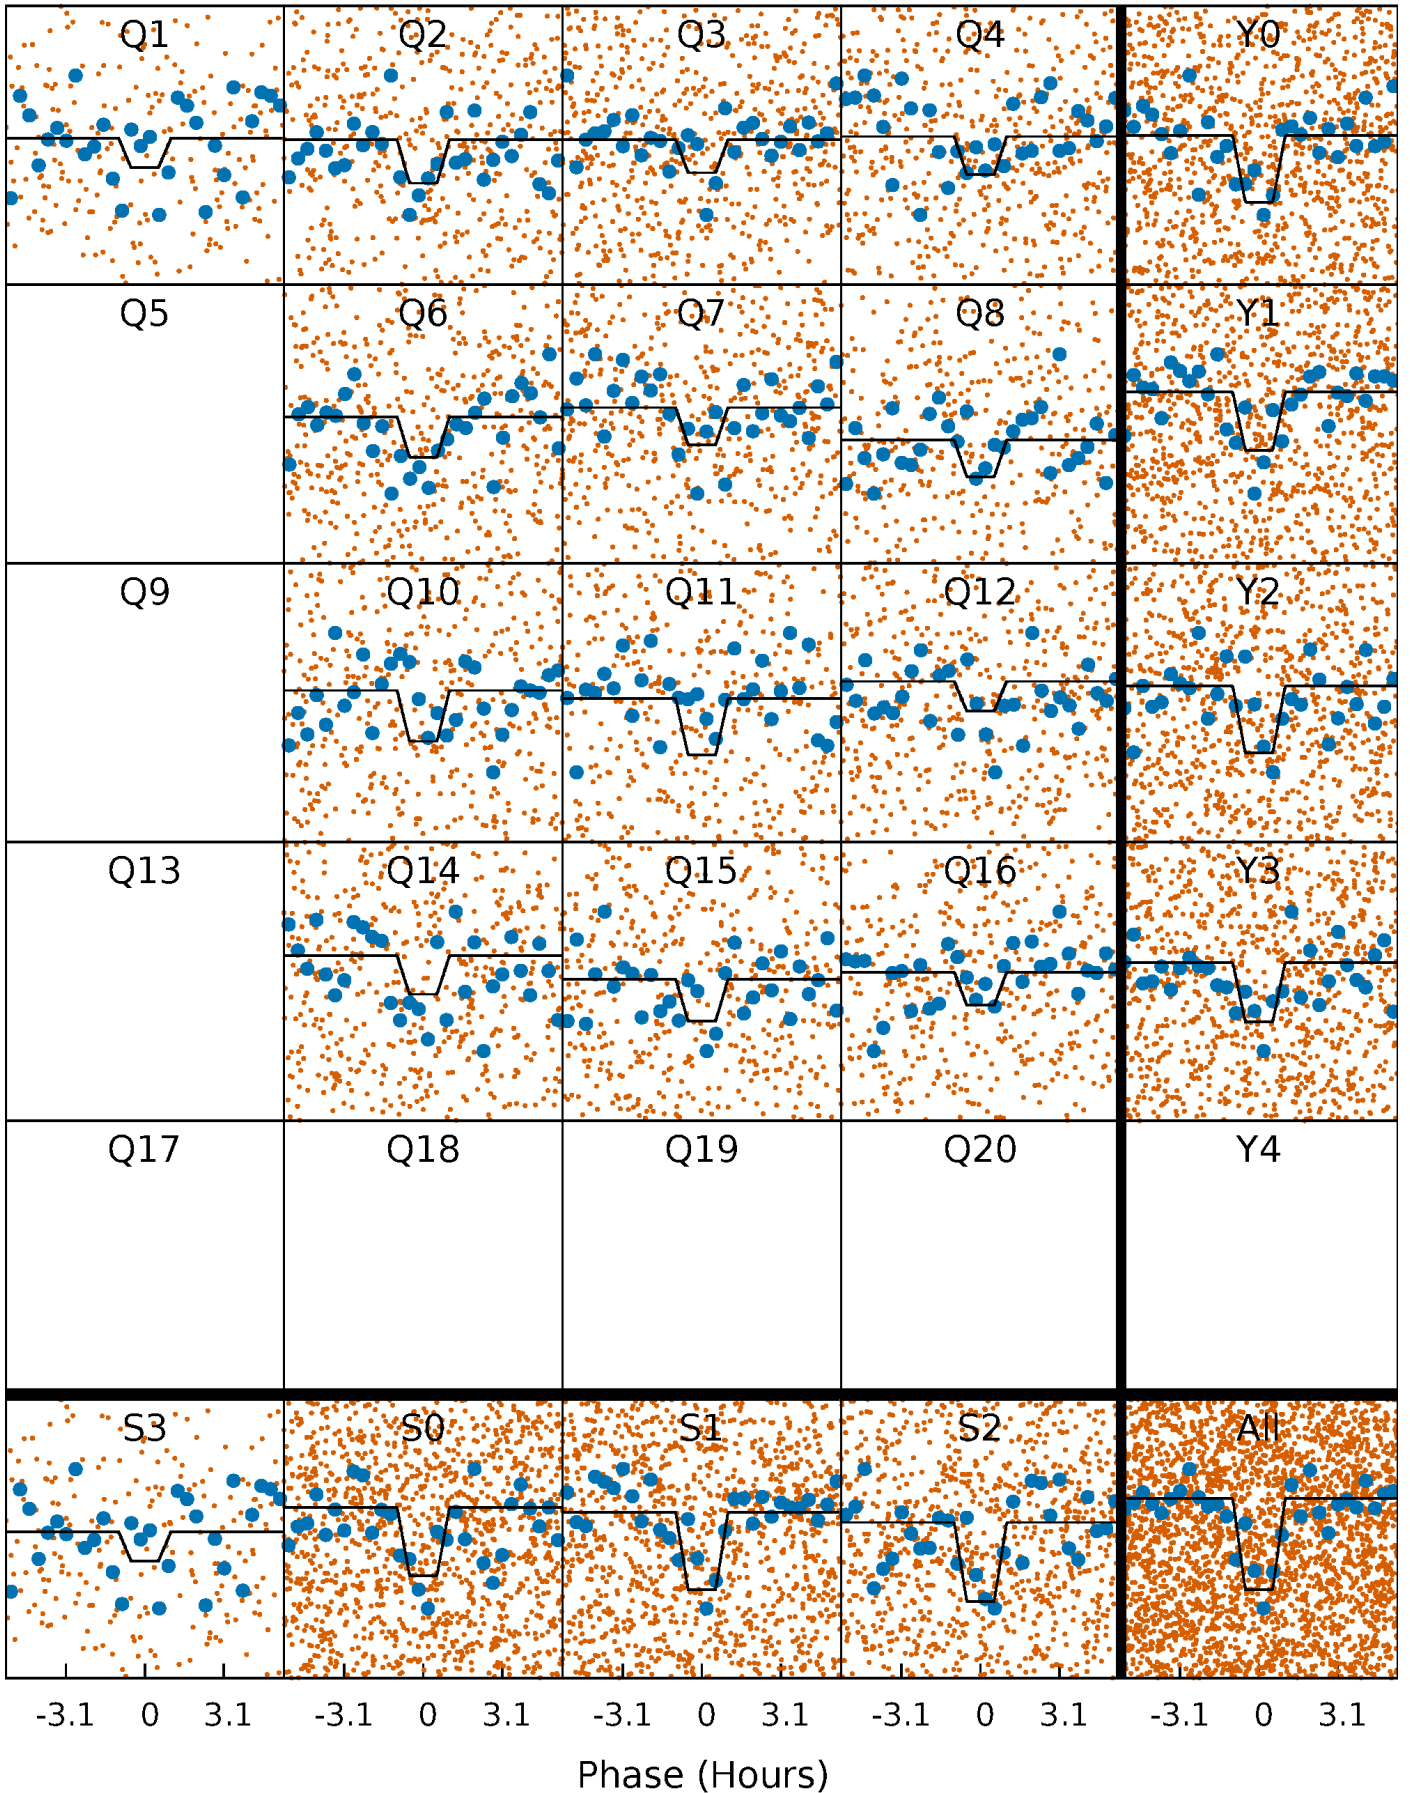 Q1 Q2 Q3 Q4 Y0
Q5 Q6 Q7 Q8 Y1
Q9 Q10 Q11 Q12 Y2
Q13 Q14 Q15 Q16 Y3
Q17 Q18 Q19 Q20 Y4
S3 S0 S1 S2 All
-3.1 0 3.1 -3.1 0 3.1 -3.1 0 3.1 -3.1 0 3.1 -3.1 0 3.1
Phase (Hours)